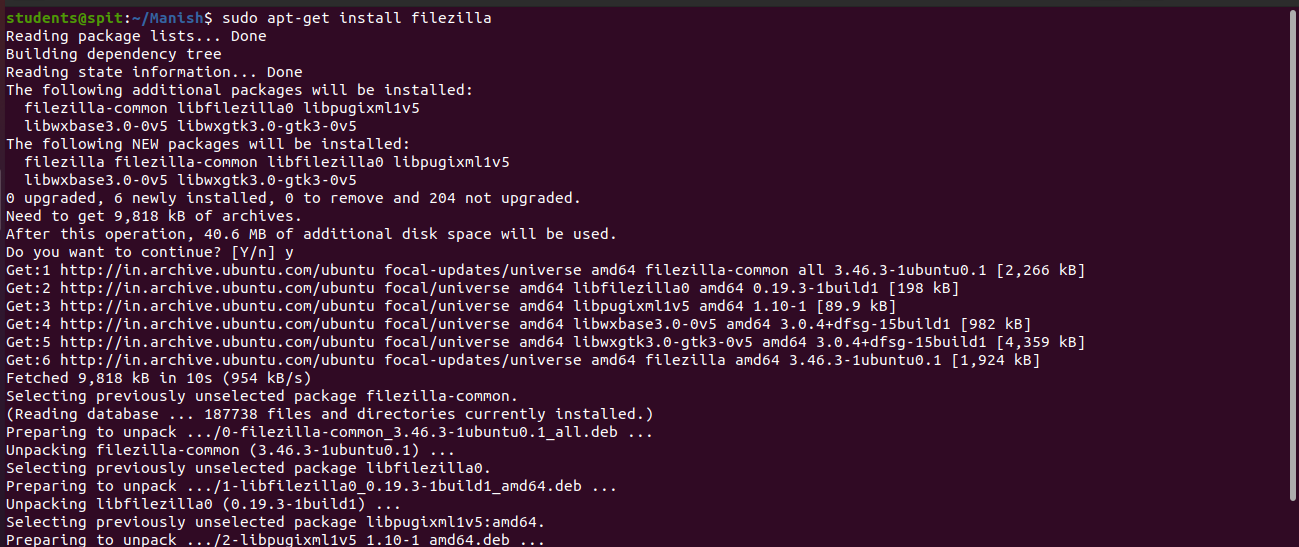 students@spit:~/Manish$ sudo apt-get install filezilla
Reading package lists... Done
Building dependency tree
Reading state information... Done
The following additional packages will be installed:
  filezilla-common libfilezilla0 libpugixml1v5
  libwxbase3.0-0v5 libwxgtk3.0-gtk3-0v5
The following NEW packages will be installed:
  filezilla filezilla-common libfilezilla0 libpugixml1v5
  libwxbase3.0-0v5 libwxgtk3.0-gtk3-0v5
0 upgraded, 6 newly installed, 0 to remove and 204 not upgraded.
Need to get 9,818 kB of archives.
After this operation, 40.6 MB of additional disk space will be used.
Do you want to continue? [Y/n] y
Get:1 http://in.archive.ubuntu.com/ubuntu focal-updates/universe amd64 filezilla-common all 3.46.3-1ubuntu0.1 [2,266 kB]
Get:2 http://in.archive.ubuntu.com/ubuntu focal/universe amd64 libfilezilla0 amd64 0.19.3-1build1 [198 kB]
Get:3 http://in.archive.ubuntu.com/ubuntu focal/universe amd64 libpugixml1v5 amd64 1.10-1 [89.9 kB]
Get:4 http://in.archive.ubuntu.com/ubuntu focal/universe amd64 libwxbase3.0-0v5 amd64 3.0.4+dfsg-15build1 [982 kB]
Get:5 http://in.archive.ubuntu.com/ubuntu focal/universe amd64 libwxgtk3.0-gtk3-0v5 amd64 3.0.4+dfsg-15build1 [4,359 kB]
Get:6 http://in.archive.ubuntu.com/ubuntu focal-updates/universe amd64 filezilla amd64 3.46.3-1ubuntu0.1 [1,924 kB]
Fetched 9,818 kB in 10s (954 kB/s)
Selecting previously unselected package filezilla-common.
(Reading database ... 187738 files and directories currently installed.)
Preparing to unpack .../0-filezilla-common_3.46.3-1ubuntu0.1_all.deb ...
Unpacking filezilla-common (3.46.3-1ubuntu0.1) ...
Selecting previously unselected package libfilezilla0.
Preparing to unpack .../1-libfilezilla0_0.19.3-1build1_amd64.deb ...
Unpacking libfilezilla0 (0.19.3-1build1) ...
Selecting previously unselected package libpugixml1v5:amd64.
Preparing to unpack .../2-libpugixml1v5_1.10-1_amd64.deb ...